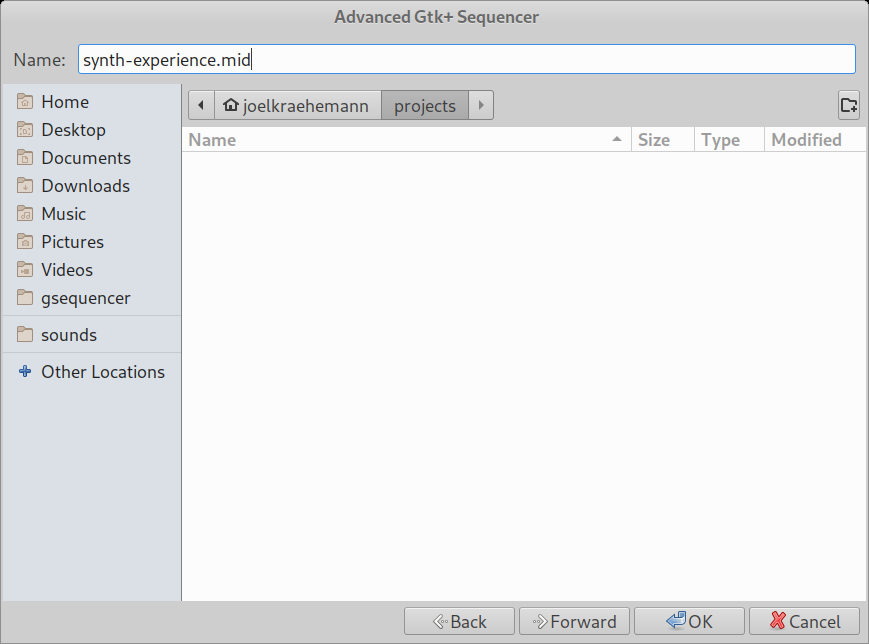 Advanced Gtk+ Sequencer
Name: synth-experience.mid
Home
Desktop
Documents
Downloads
Music
Pictures
Videos
gsequencer
sounds
Other Locations
joelkraehemann projects
Name Size Type Modified
Back Forward OK Cancel